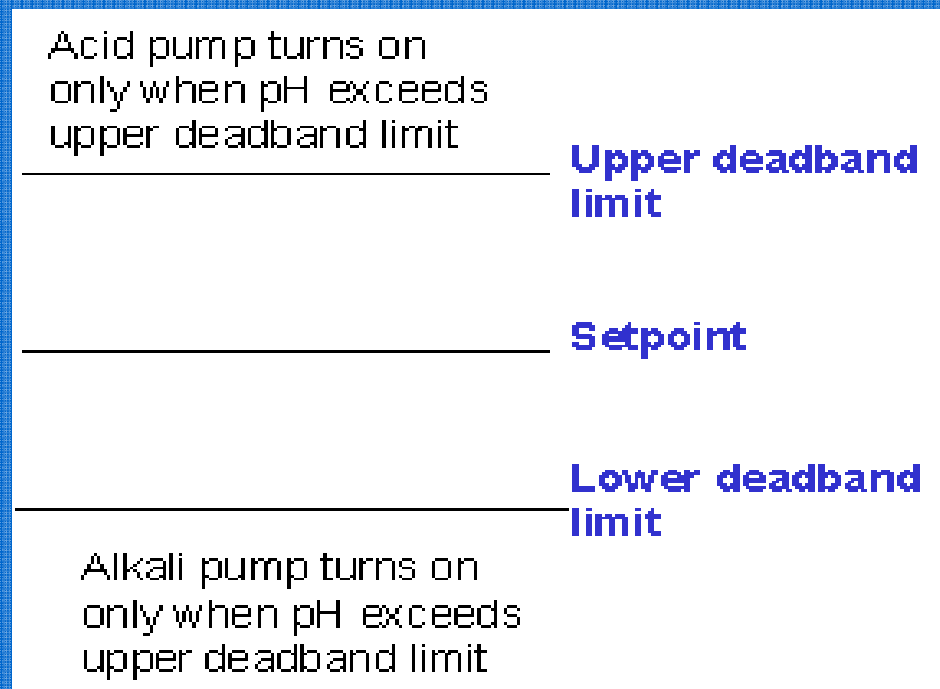 Acid pump turns on
only when pH exceeds
upper deadband limit
Upper deadband
limit
Setpoint
Lower deadband
limit
Alkali pump turns on
only when pH exceeds
upper deadband limit